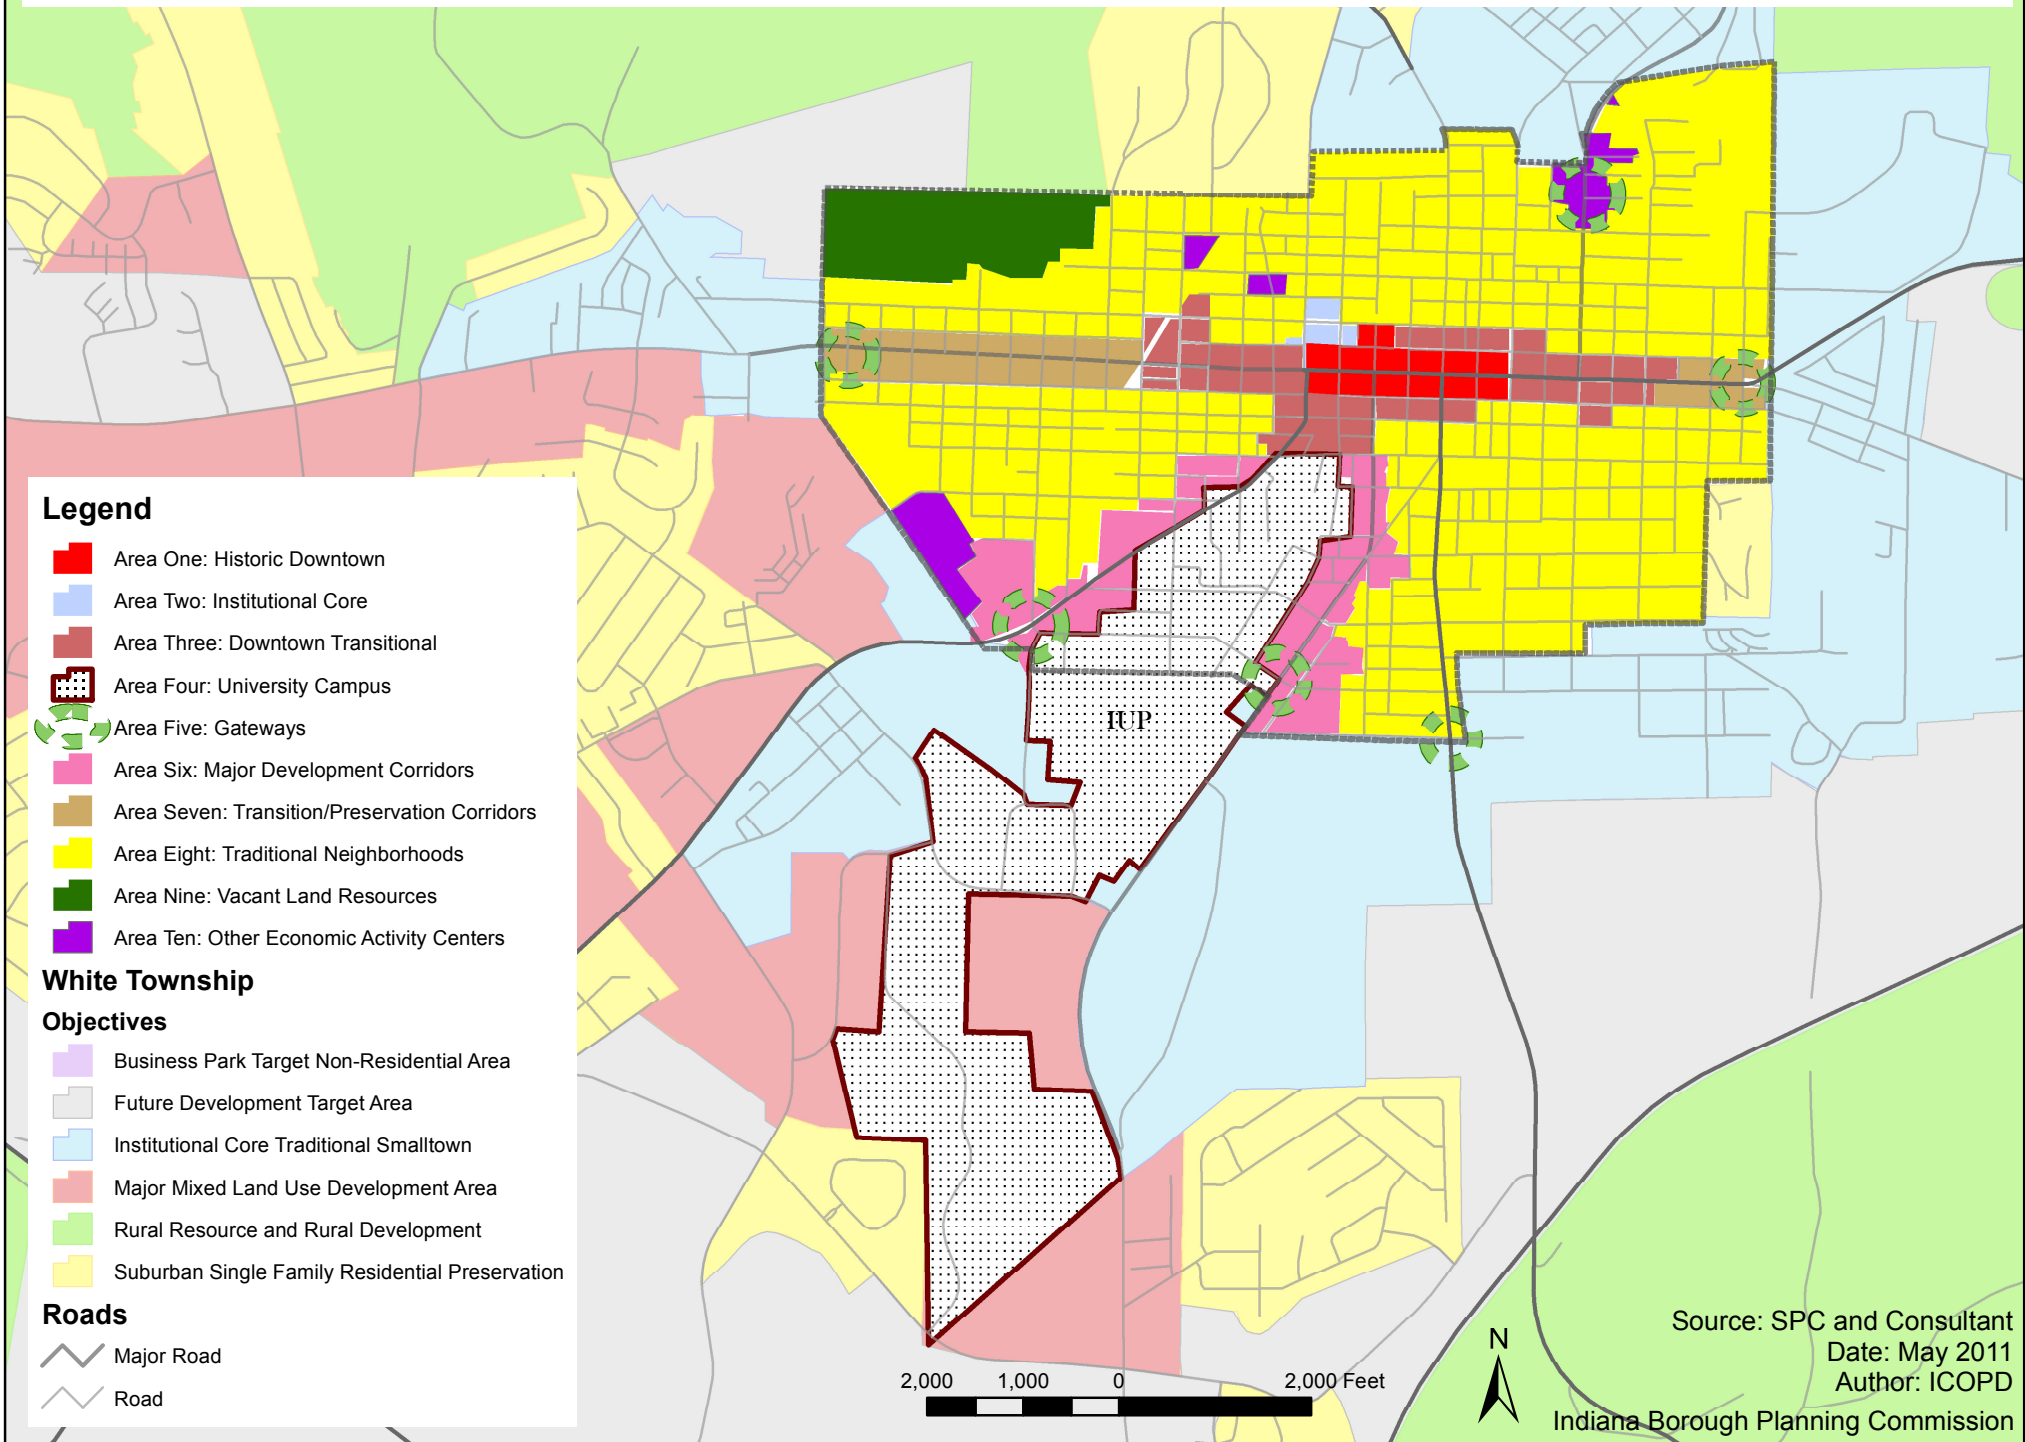 Legend
Area One: Historic Downtown
Area Two: Institutional Core
Area Three: Downtown Transitional
Area Four: University Campus
Area Five: Gateways
Area Six: Major Development Corridors
Area Seven: Transition/Preservation Corridors
Area Eight: Traditional Neighborhoods
Area Nine: Vacant Land Resources
Area Ten: Other Economic Activity Centers
White Township
Objectives
Business Park Target Non-Residential Area
Future Development Target Area
Institutional Core Traditional Smalltown
Major Mixed Land Use Development Area
Rural Resource and Rural Development
Suburban Single Family Residential Preservation
Roads
Major Road
Road
IUP
2,000 1,000 0 2,000 Feet
N
Source: SPC and Consultant
Date: May 2011
Author: ICOPD
Indiana Borough Planning Commission